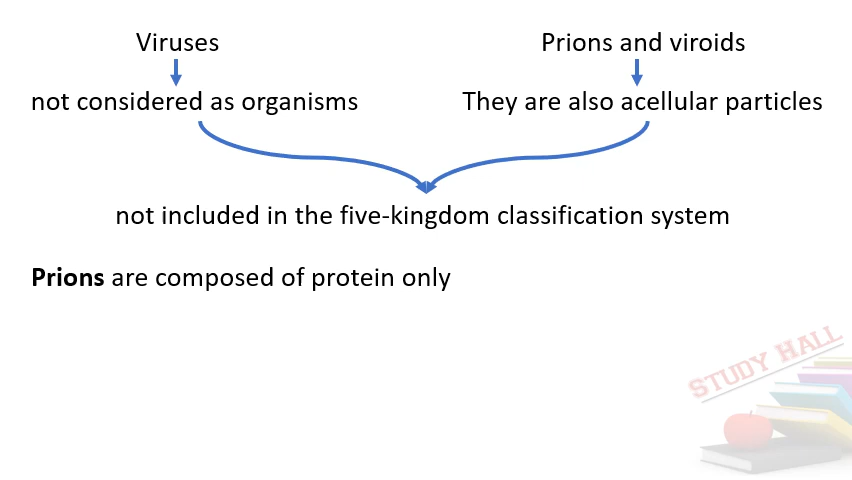 Viruses
Prions and viroids
not considered as organisms
They are also acellular particles
not included in the five-kingdom classification system
Prions are composed of protein only
STUDY HALL